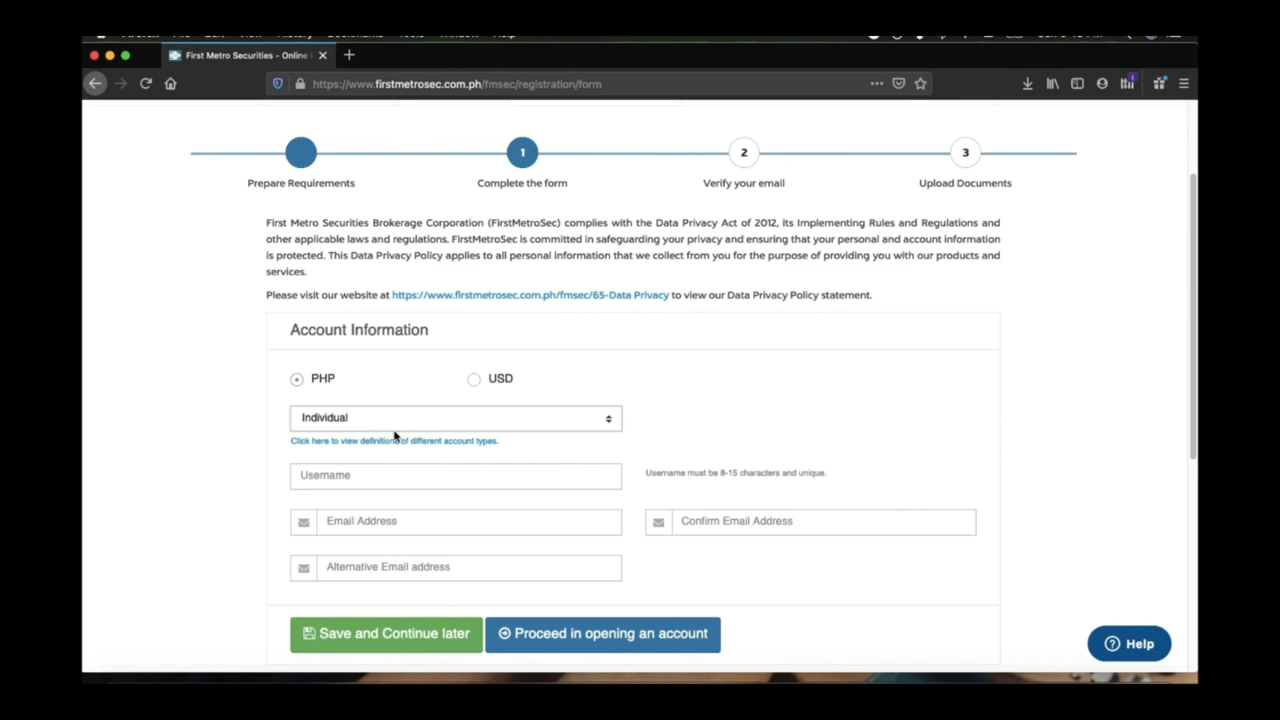 First Metro Securities - Online
https://www.firstmetrosec.com.ph/fmsec/registration/form
1
2
3
Prepare Requirements
Complete the form
Verify your email
Upload Documents
First Metro Securities Brokerage Corporation (FirstMetroSec) complies with the Data Privacy Act of 2012, its Implementing Rules and Regulations and
other applicable laws and regulations. FirstMetroSec is committed in safeguarding your privacy and ensuring that your personal and account information
is protected. This Data Privacy Policy applies to all personal information that we collect from you for the purpose of providing you with our products and
services.
Please visit our website at https://www.firstmetrosec.com.ph/fmsec/65-Data Privacy to view our Data Privacy Policy statement.
Account Information
PHP
USD
Individual
Click here to view definitions of different account types.
Username
Username must be 8-15 characters and unique.
Email Address
Confirm Email Address
Alternative Email address
Save and Continue later
Proceed in opening an account
Help